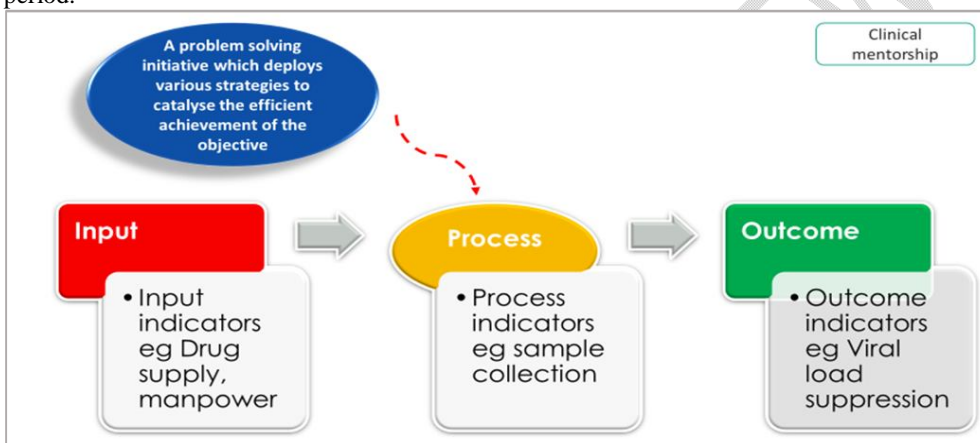 period.
A problem solving
initiative which deploys
various strategies to
catalyse the efficient
achievement of the
objective
Clinical
mentorship
Input
• Input
indicators
eg Drug
supply,
manpower
Process
• Process
indicators
eg sample
collection
Outcome
• Outcome
indicators
eg Viral
load
suppression